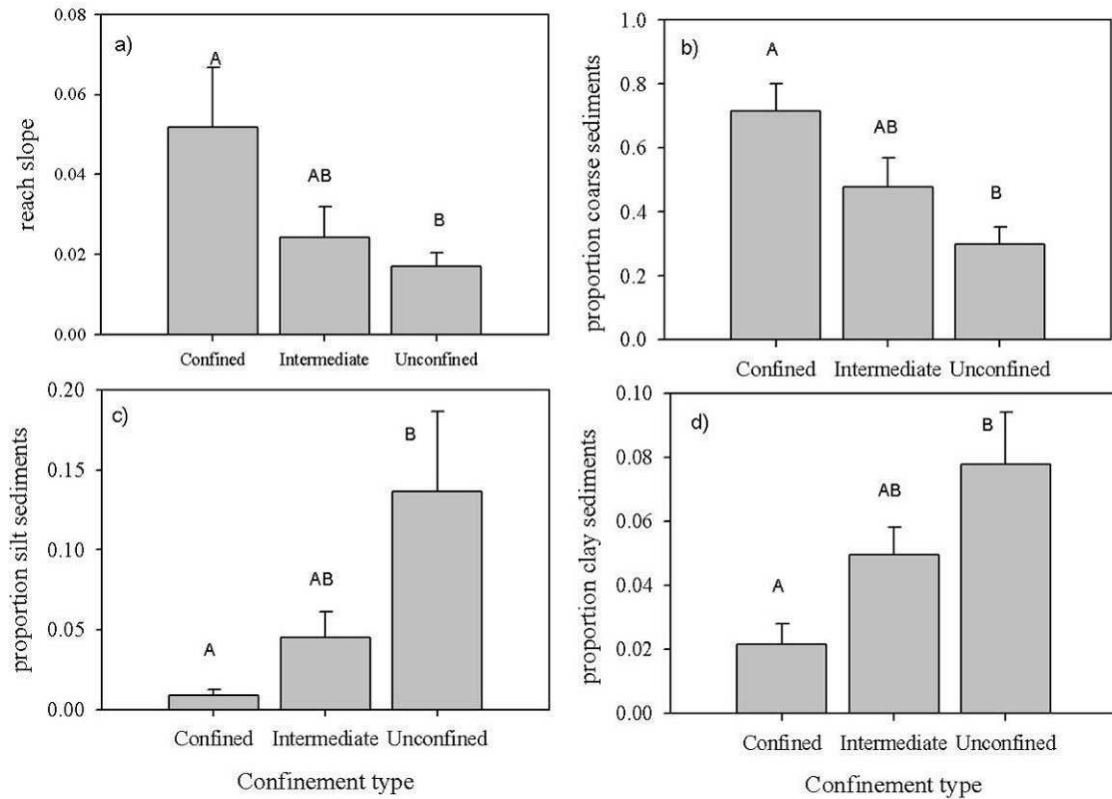 a)
reach slope
0.08
0.06
0.04
0.02
0.00
A
AB
B
Confined Intermediate Unconfined
b)
proportion coarse sediments
1.0
0.8
0.6
0.4
0.2
0.0
A
AB
B
Confined Intermediate Unconfined
c)
proportion silt sediments
0.20
0.15
0.10
0.05
0.00
A
AB
B
Confined Intermediate Unconfined
Confinement type
d)
proportion clay sediments
0.10
0.08
0.06
0.04
0.02
0.00
A
AB
B
Confined Intermediate Unconfined
Confinement type